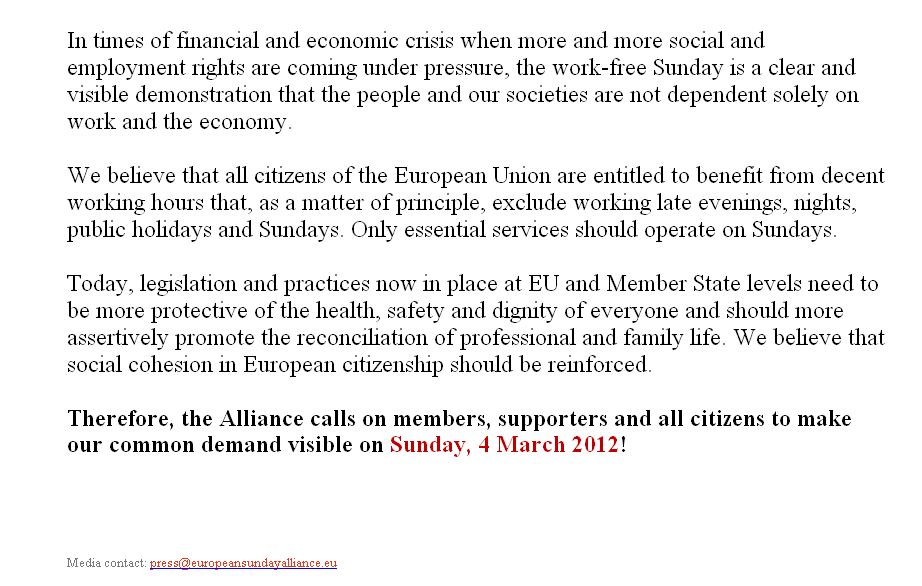 In times of financial and economic crisis when more and more social and
employment rights are coming under pressure, the work-free Sunday is a clear and
visible demonstration that the people and our societies are not dependent solely on
work and the economy.
We believe that all citizens of the European Union are entitled to benefit from decent
working hours that, as a matter of principle, exclude working late evenings, nights,
public holidays and Sundays. Only essential services should operate on Sundays.
Today, legislation and practices now in place at EU and Member State levels need to
be more protective of the health, safety and dignity of everyone and should more
assertively promote the reconciliation of professional and family life. We believe that
social cohesion in European citizenship should be reinforced.
Therefore, the Alliance calls on members, supporters and all citizens to make
our common demand visible on Sunday, 4 March 2012!
Media contact: press@europeansundayalliance.eu